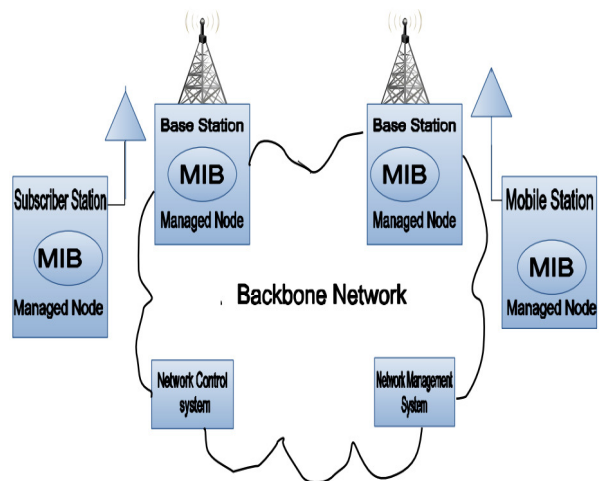 Base Station
MIB
Managed Node
Base Station
MIB
Managed Node
Subscriber Station
MIB
Managed Node
Mobile Station
MIB
Managed Node
. Backbone Network
Network Control
system
Network Management
System